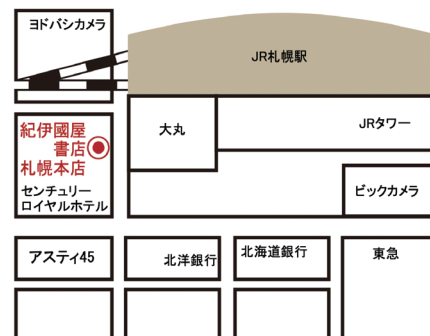 ヨドバシカメラ
JR札幌駅
大丸
JRタワー
紀伊國屋
書店
札幌本店
センチュリー
ロイヤルホテル
ビックカメラ
アスティ45
北洋銀行
北海道銀行
東急